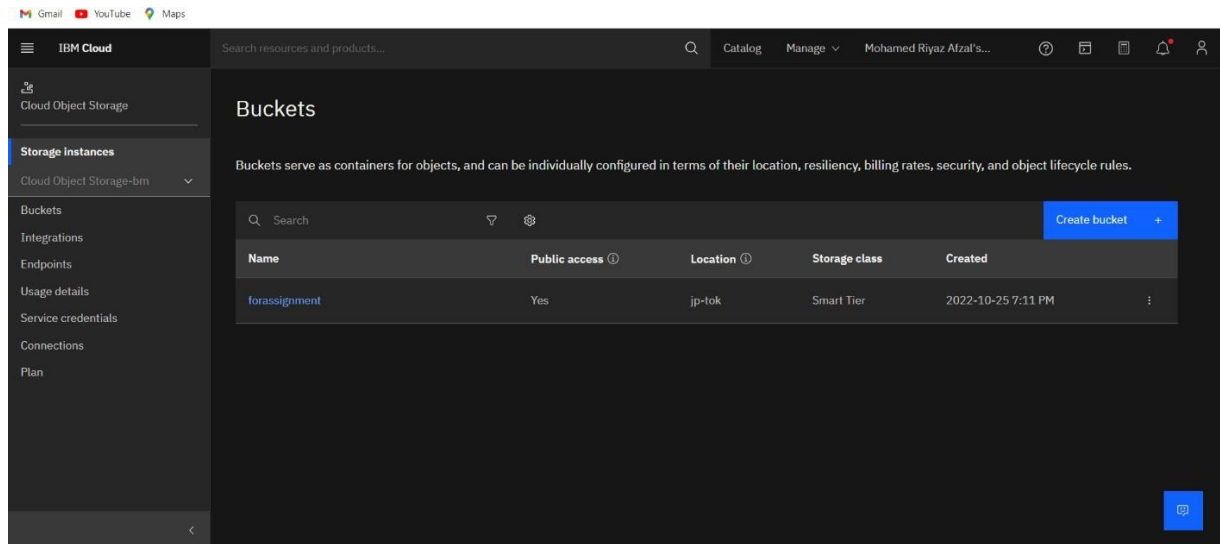 Gmail YouTube Maps
IBM Cloud Search resources and products... Catalog Manage Mohamed Riyaz Afzal's...
Cloud Object Storage
Storage instances
Cloud Object Storage-bm
Buckets
Integrations
Endpoints
Usage details
Service credentials
Connections
Plan
Buckets
Buckets serve as containers for objects, and can be individually configured in terms of their location, resiliency, billing rates, security, and object lifecycle rules.
Search Create bucket +
Name Public access Location Storage class Created
forassignment Yes jp-tok Smart Tier 2022-10-25 7:11 PM